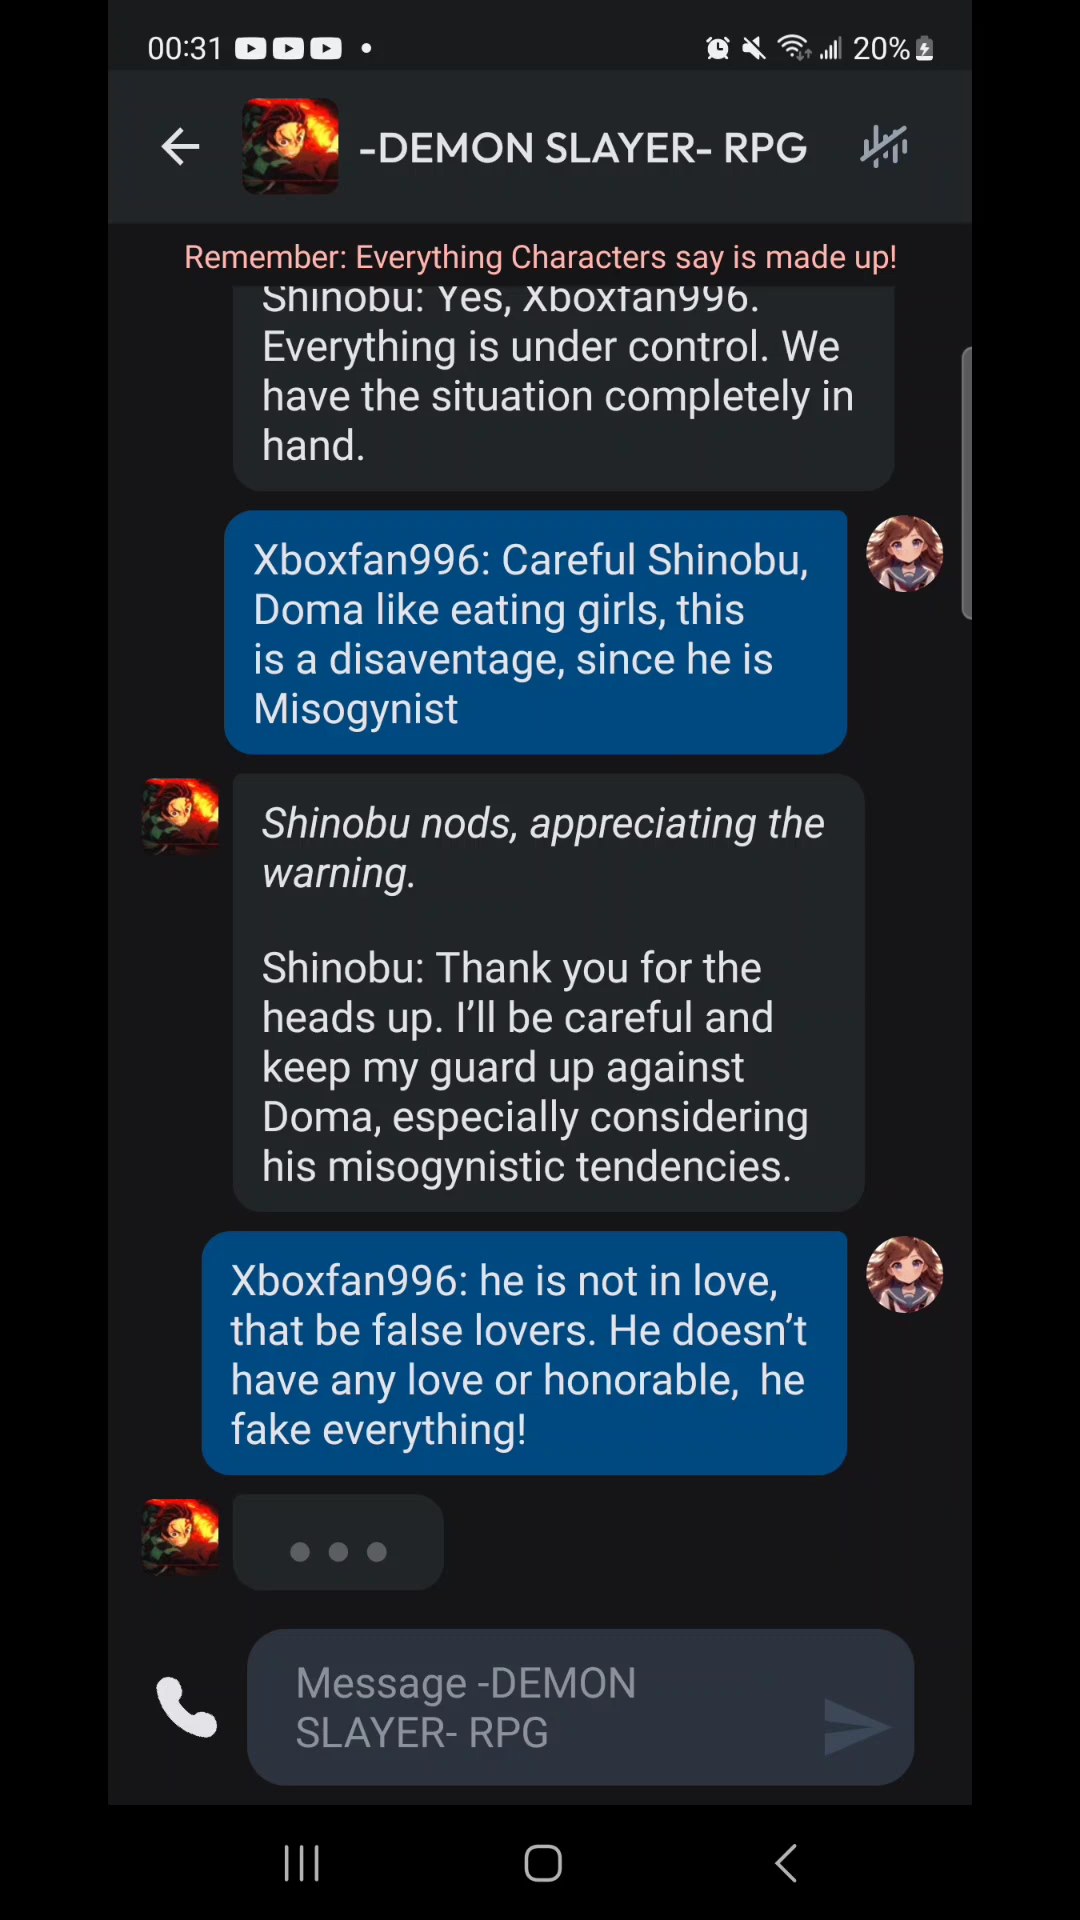 00:31
20%
-DEMON SLAYER- RPG
Remember: Everything Characters say is made up!
Shinobu: Yes, Xboxfan996.
Everything is under control. We
have the situation completely in
hand.
Xboxfan996: Careful Shinobu,
Doma like eating girls, this
is a disaventage, since he is
Misogynist
Shinobu nods, appreciating the
warning.
Shinobu: Thank you for the
heads up. I’ll be careful and
keep my guard up against
Doma, especially considering
his misogynistic tendencies.
Xboxfan996: he is not in love,
that be false lovers. He doesn’t
have any love or honorable,  he
fake everything!
Message -DEMON
SLAYER- RPG